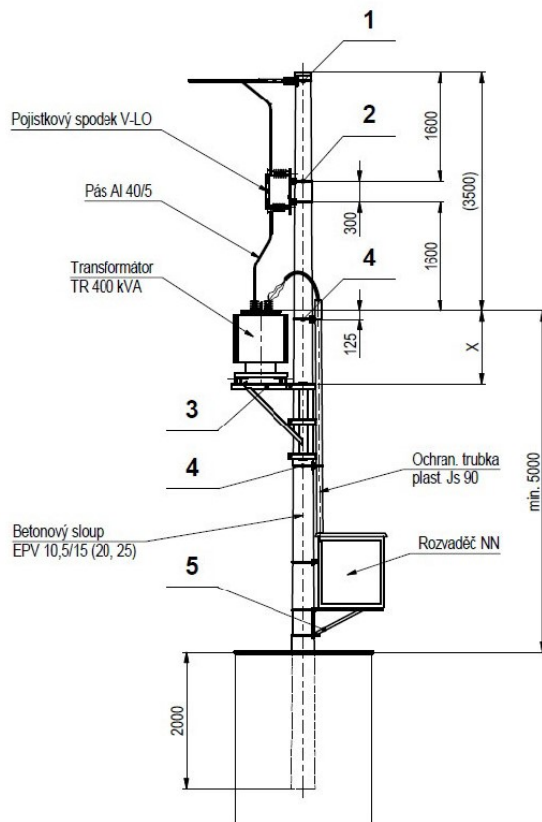 1
1600
2
Pojistkový spodek V-LO
(3500)
300
Pás Al 40/5
1600
4
Transformátor
TR 400 kVA
125
X
3
4
Ochran. trubka
plast. Js 90
min. 5000
Betonový sloup
EPV 10,5/15 (20, 25)
Rozvaděč NN
5
2000